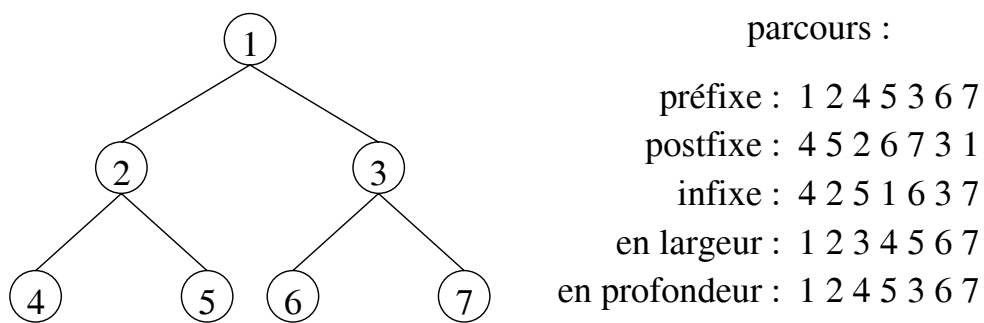 1
2 3
4 5 6 7
parcours :
préfixe : 1 2 4 5 3 6 7
postfixe : 4 5 2 6 7 3 1
infixe : 4 2 5 1 6 3 7
en largeur : 1 2 3 4 5 6 7
en profondeur : 1 2 4 5 3 6 7